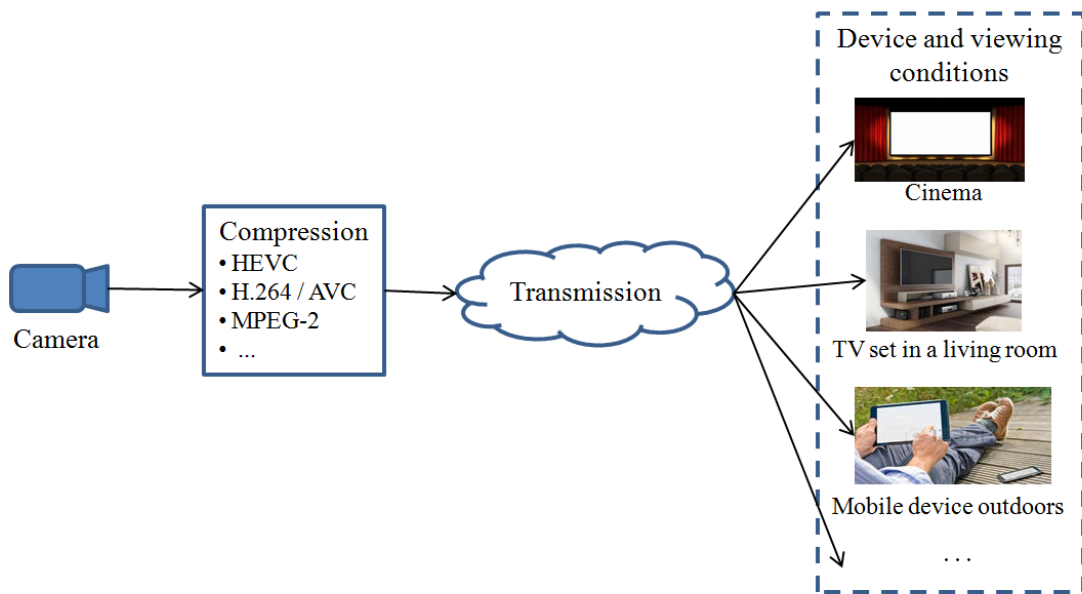 Device and viewing
conditions
Cinema
Compression
• HEVC
• H.264 / AVC
• MPEG-2
• ...
Transmission
Camera
TV set in a living room
Mobile device outdoors
...